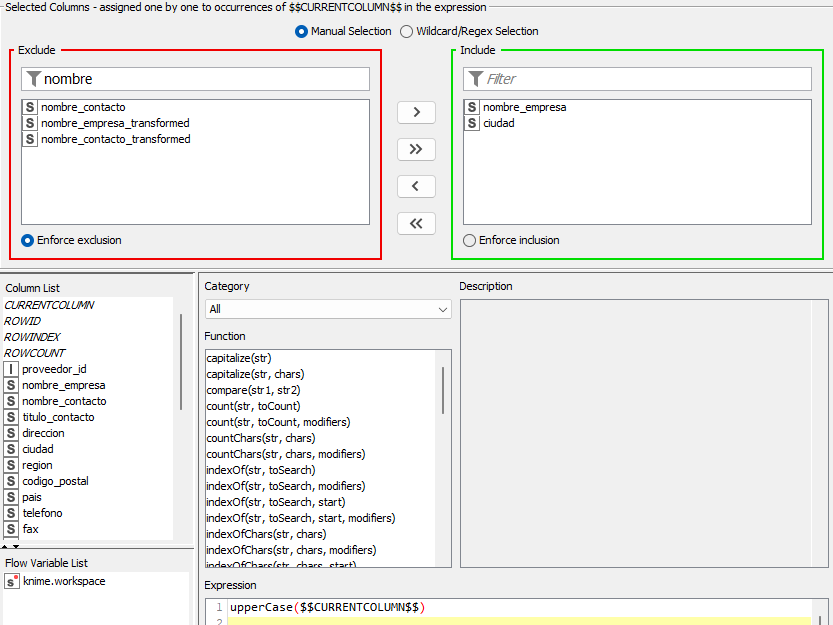 Selected Columns - assigned one by one to occurrences of $$CURRENTCOLUMN$$ in the expression
Manual Selection Wildcard/Regex Selection
Exclude
nombre
S nombre_contacto
S nombre_empresa_transformed
S nombre_contacto_transformed
Enforce exclusion
>
>>
<
<<
Include
Filter
S nombre_empresa
S ciudad
Enforce inclusion
Column List
CURRENTCOLUMN
ROWID
ROWINDEX
ROWCOUNT
I proveedor_id
S nombre_empresa
S nombre_contacto
S titulo_contacto
S direccion
S ciudad
S region
S codigo_postal
S pais
S telefono
S fax
Flow Variable List
s knime.workspace
Category
All
Function
capitalize(str)
capitalize(str, chars)
compare(str1, str2)
count(str, toCount)
count(str, toCount, modifiers)
countChars(str, chars)
countChars(str, chars, modifiers)
indexOf(str, toSearch)
indexOf(str, toSearch, modifiers)
indexOf(str, toSearch, start)
indexOf(str, toSearch, start, modifiers)
indexOfChars(str, chars)
indexOfChars(str, chars, modifiers)
indexOfChars(str, chars, start)
Description
Expression
1 upperCase($$CURRENTCOLUMN$$)
2